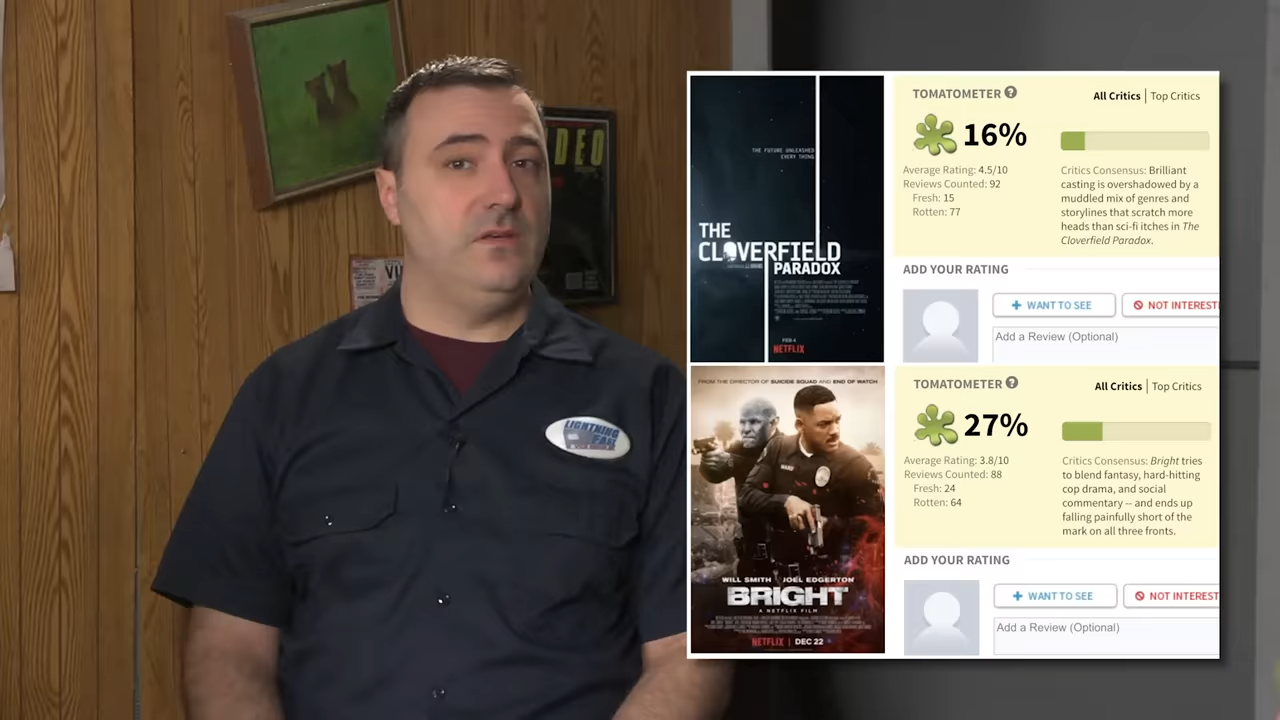 VIDEO
VI
LIGHTNING
FAST
THE FUTURE UNLEASHED
EVERY THING
THE
CLOVERFIELD
PARADOX
FEB 4
NETFLIX
TOMATOMETER ?
All Critics | Top Critics
16%
Average Rating: 4.5/10
Reviews Counted: 92
Fresh: 15
Rotten: 77
Critics Consensus: Brilliant
casting is overshadowed by a
muddled mix of genres and
storylines that scratch more
heads than sci-fi itches in The
Cloverfield Paradox.
ADD YOUR RATING
+ WANT TO SEE
NOT INTEREST
Add a Review (Optional)
FROM THE DIRECTOR OF SUICIDE SQUAD AND END OF WATCH
WILL SMITH JOEL EDGERTON
BRIGHT
A NETFLIX FILM
NETFLIX | DEC 22
TOMATOMETER ?
All Critics | Top Critics
27%
Average Rating: 3.8/10
Reviews Counted: 88
Fresh: 24
Rotten: 64
Critics Consensus: Bright tries
to blend fantasy, hard-hitting
cop drama, and social
commentary -- and ends up
falling painfully short of the
mark on all three fronts.
ADD YOUR RATING
+ WANT TO SEE
NOT INTEREST
Add a Review (Optional)